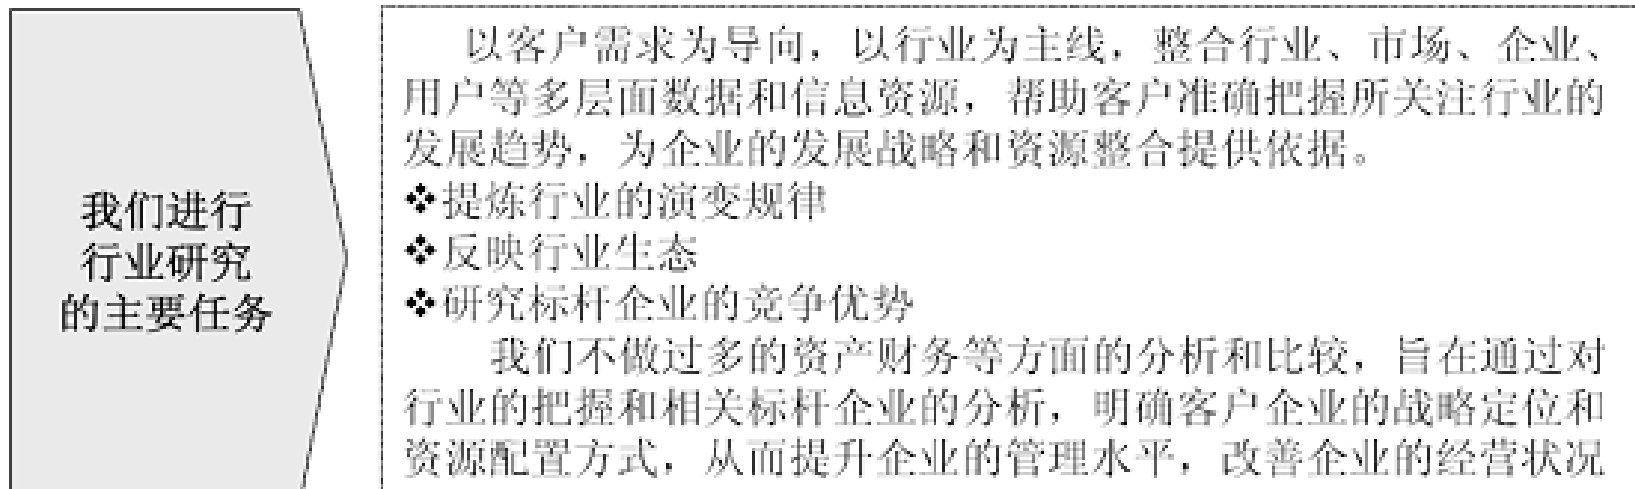 我们进行
行业研究
的主要任务
以客户需求为导向，以行业为主线，整合行业、市场、企业、
用户等多层面数据和信息资源，帮助客户准确把握所关注行业的
发展趋势，为企业的发展战略和资源整合提供依据。
❖提炼行业的演变规律
❖反映行业生态
❖研究标杆企业的竞争优势
我们不做过多的资产财务等方面的分析和比较，旨在通过对
行业的把握和相关标杆企业的分析，明确客户企业的战略定位和
资源配置方式，从而提升企业的管理水平，改善企业的经营状况